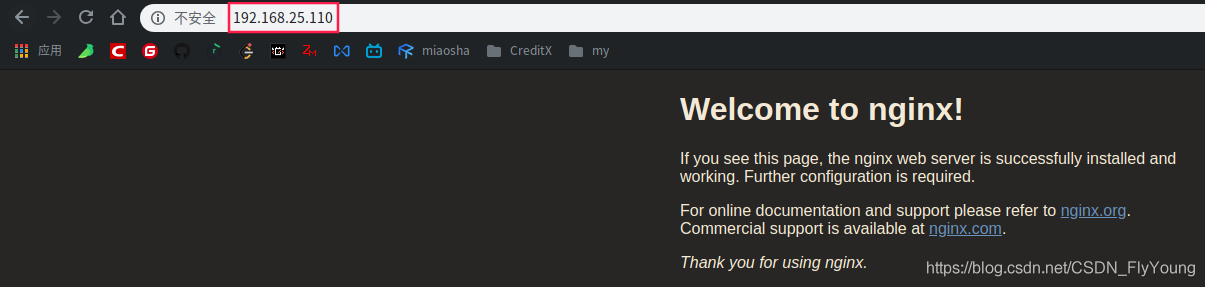 不安全 192.168.25.110
应用 miaosha CreditX my
Welcome to nginx!
If you see this page, the nginx web server is successfully installed and
working. Further configuration is required.
For online documentation and support please refer to nginx.org.
Commercial support is available at nginx.com.
Thank you for using nginx.
https://blog.csdn.net/CSDN_FlyYoung